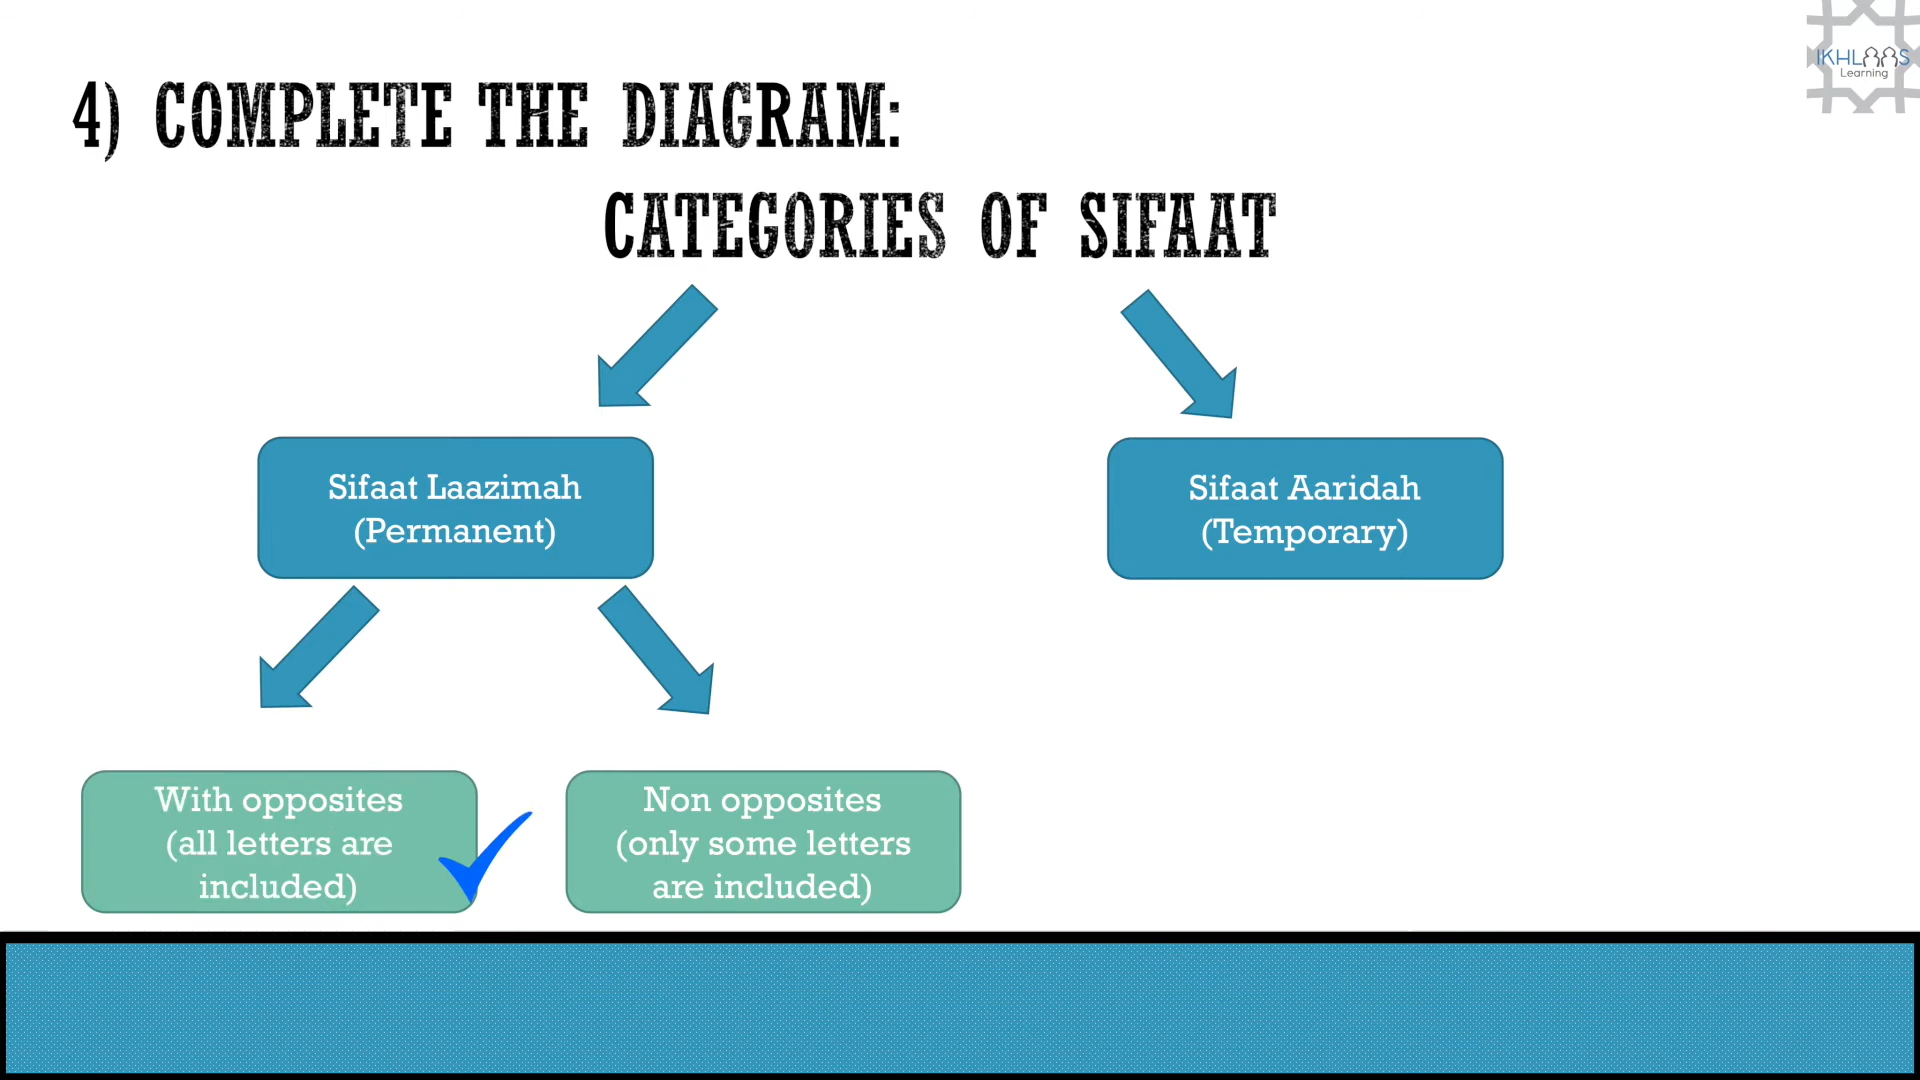 IKHLAAS
Learning
4) COMPLETE THE DIAGRAM:
CATEGORIES OF SIFAAT
Sifaat Laazimah
(Permanent)
Sifaat Aaridah
(Temporary)
With opposites
(all letters are
included)
Non opposites
(only some letters
are included)